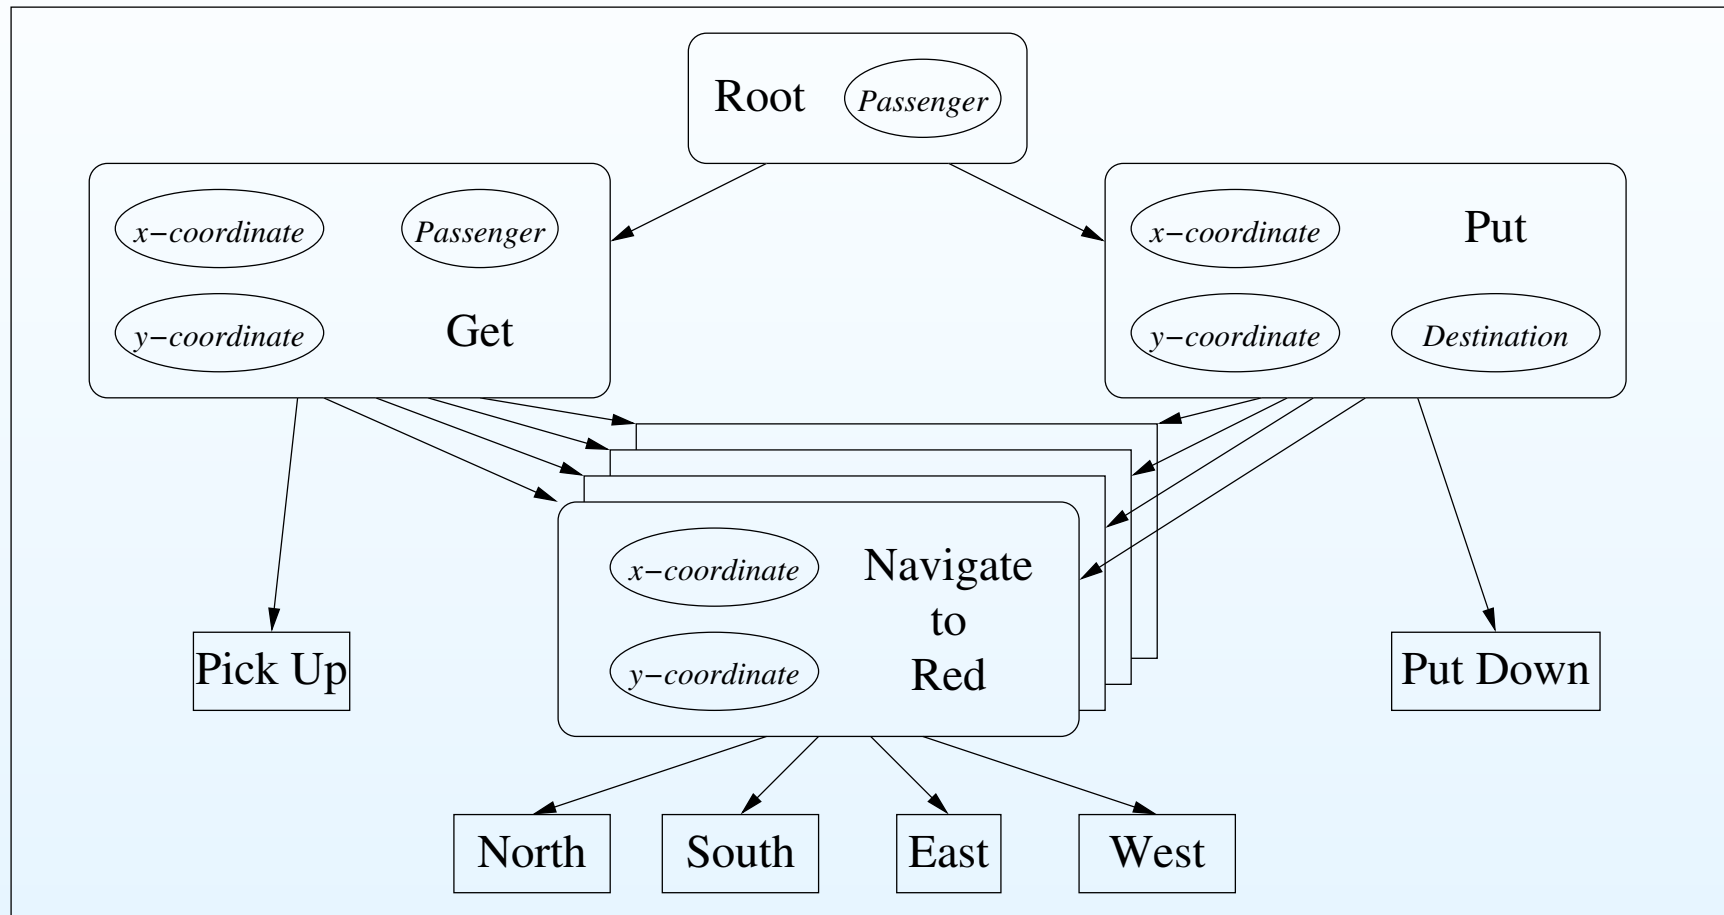 Root
Passenger
x−coordinate
Passenger
y−coordinate
Get
x−coordinate
Put
y−coordinate
Destination
x−coordinate
y−coordinate
Navigate
to
Red
Pick Up
Put Down
North
South
East
West